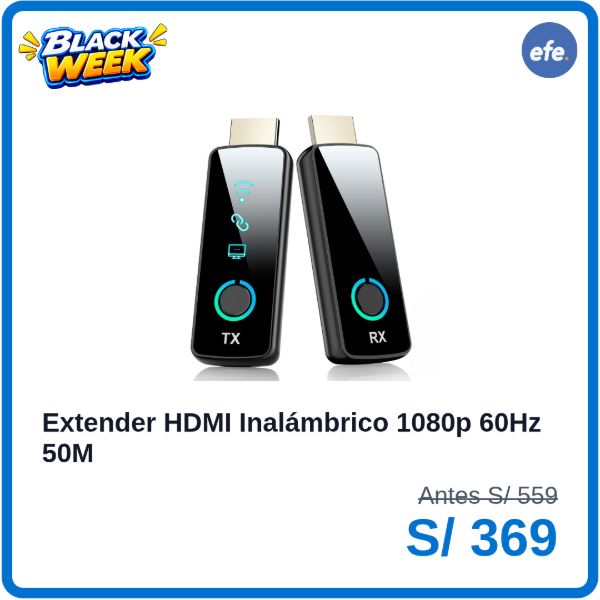 BLACK
WEEK
efe.
TX
RX
Extender HDMI Inalámbrico 1080p 60Hz
50M
Antes S/ 559
S/ 369